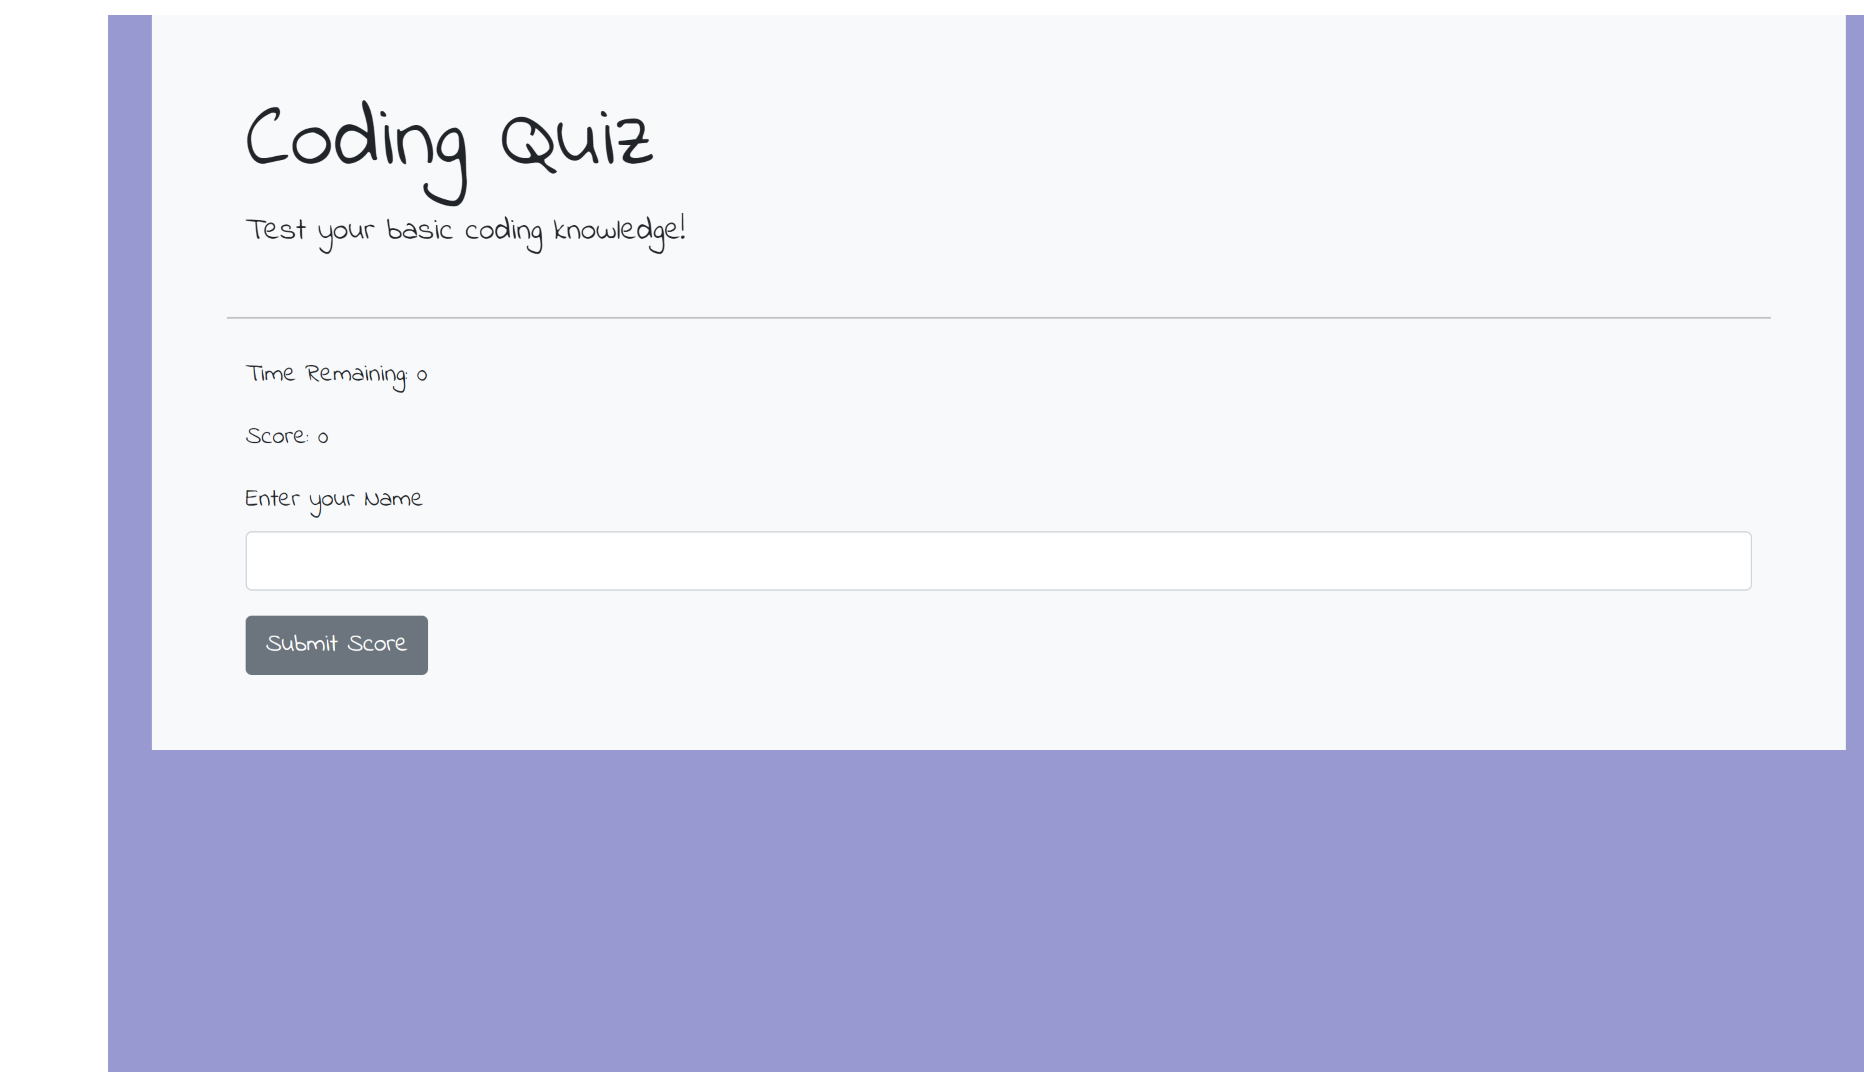 Coding Quiz
Test your basic coding knowledge!
Time Remaining: 0
Score: 0
Enter your Name
Submit Score